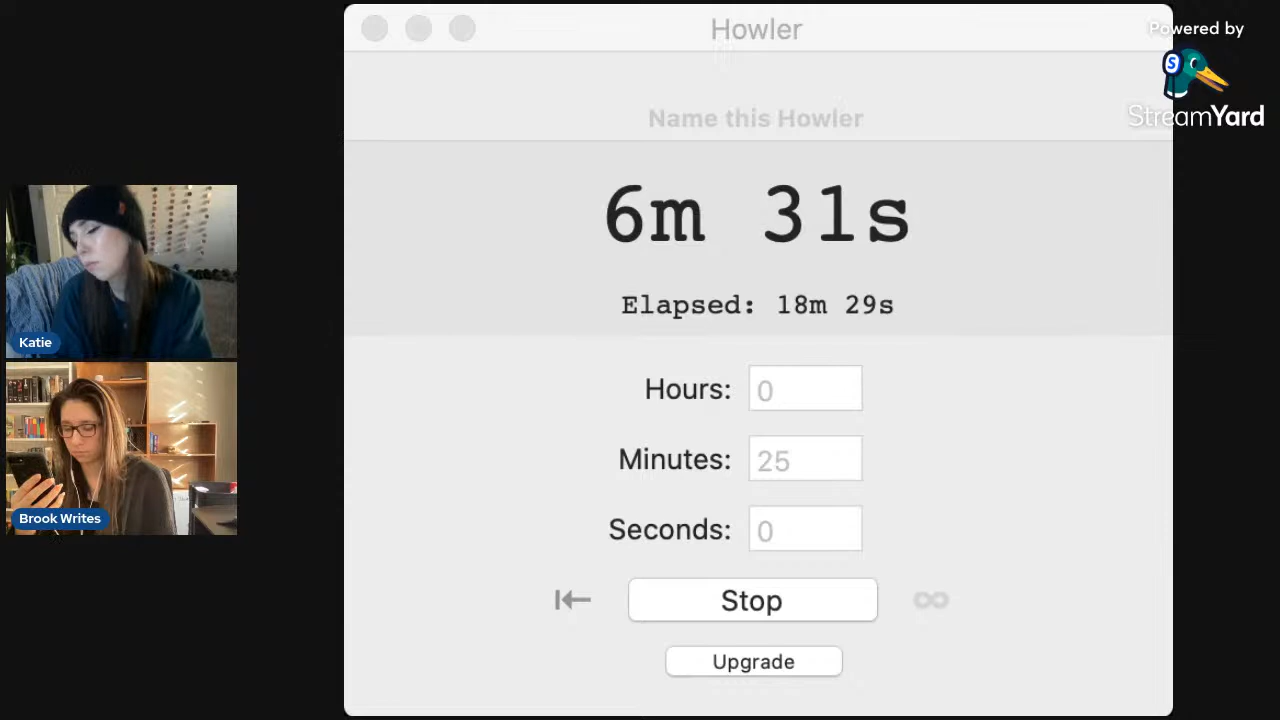 Howler
Powered by
S
StreamYard
Name this Howler
6m 31s
Elapsed: 18m 29s
Katie
Brook Writes
Hours: 0
Minutes: 25
Seconds: 0
Stop
Upgrade